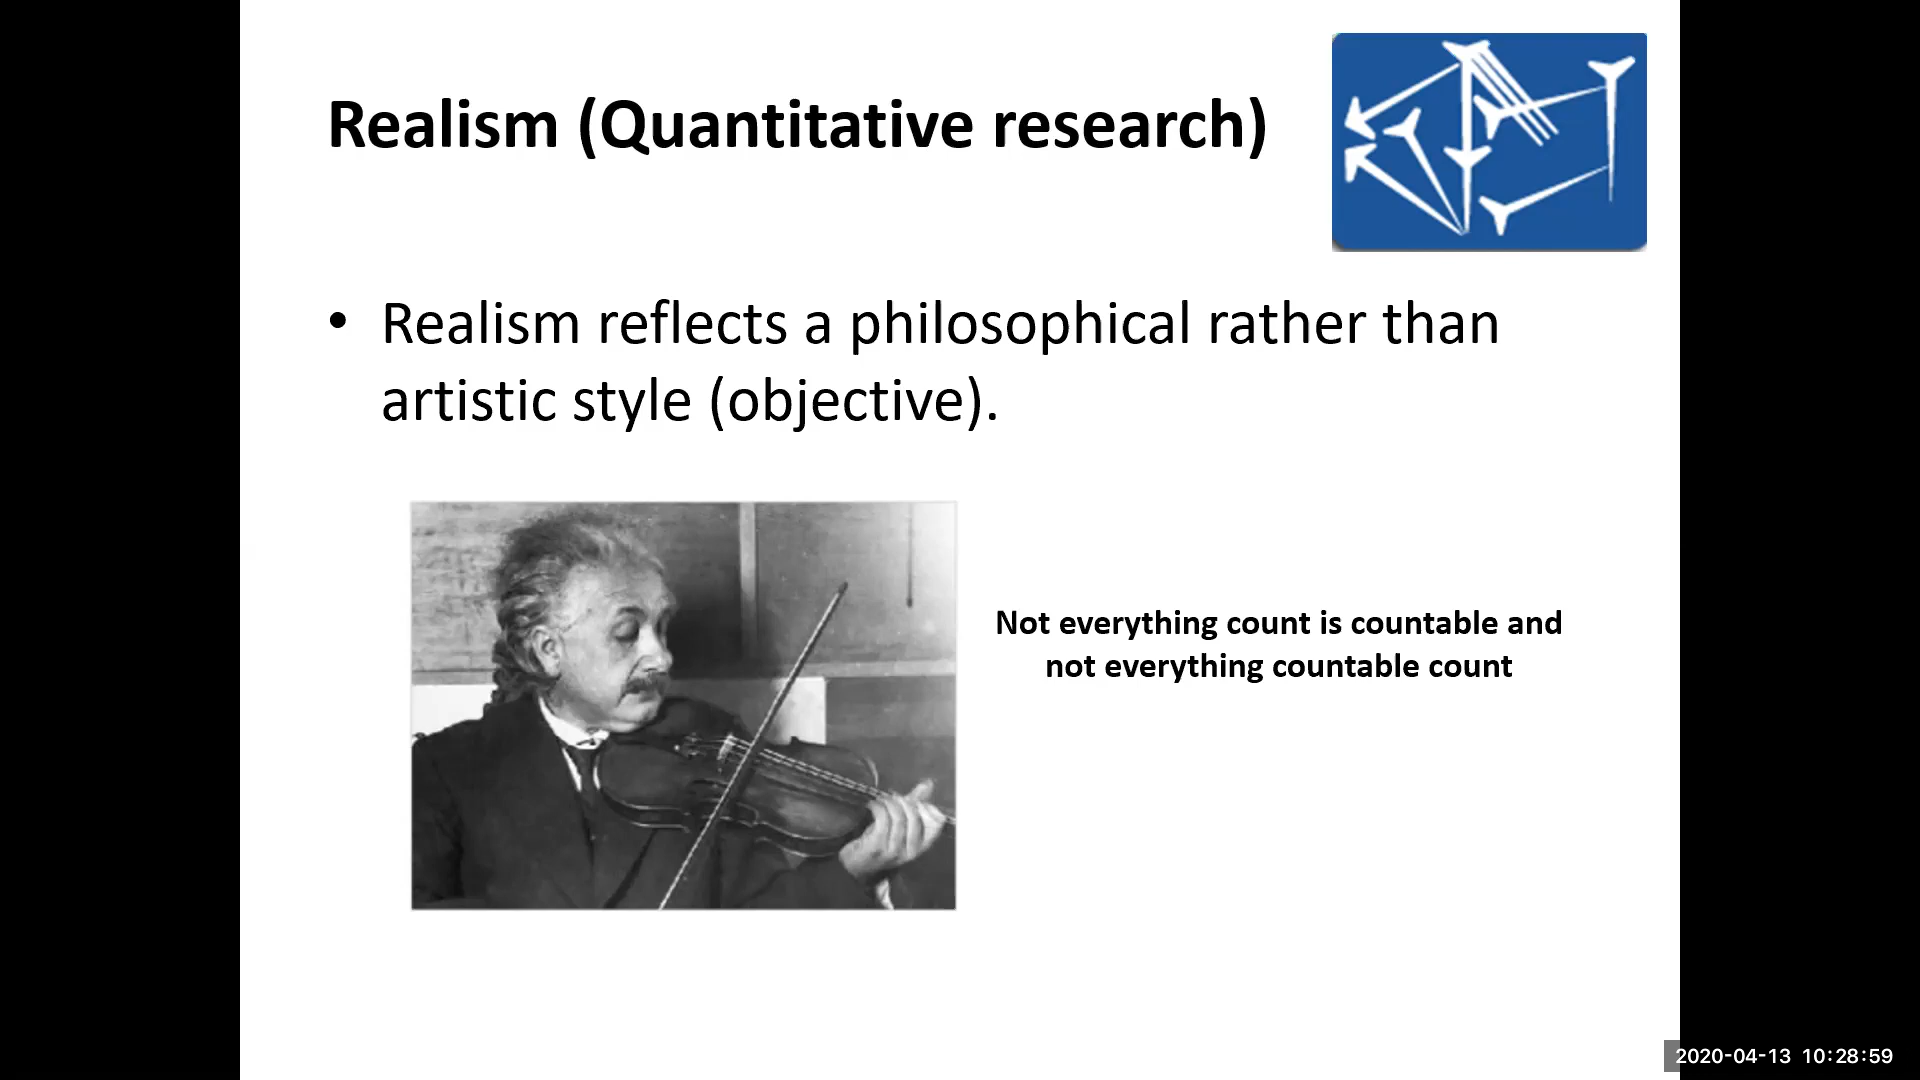 Realism (Quantitative research)
• Realism reflects a philosophical rather than
artistic style (objective).
Not everything count is countable and
not everything countable count
2020-04-13 10:28:59